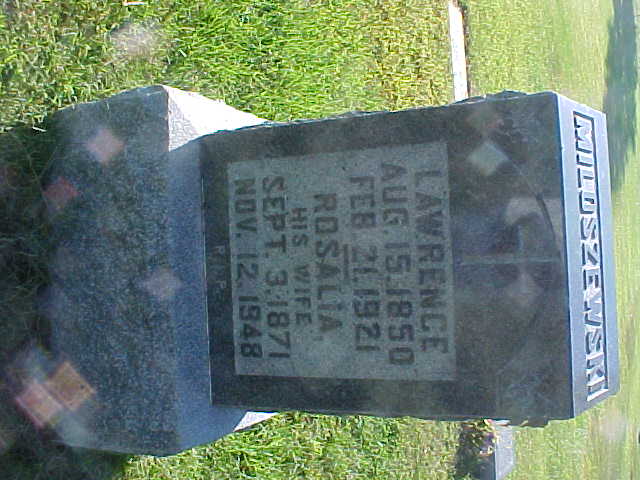 MILOSZEWSKI
LAWRENCE
AUG. 15, 1850
FEB. 21, 1921
ROSALIA,
HIS WIFE,
SEPT. 3, 1871
NOV. 12, 1948
R.I.P.